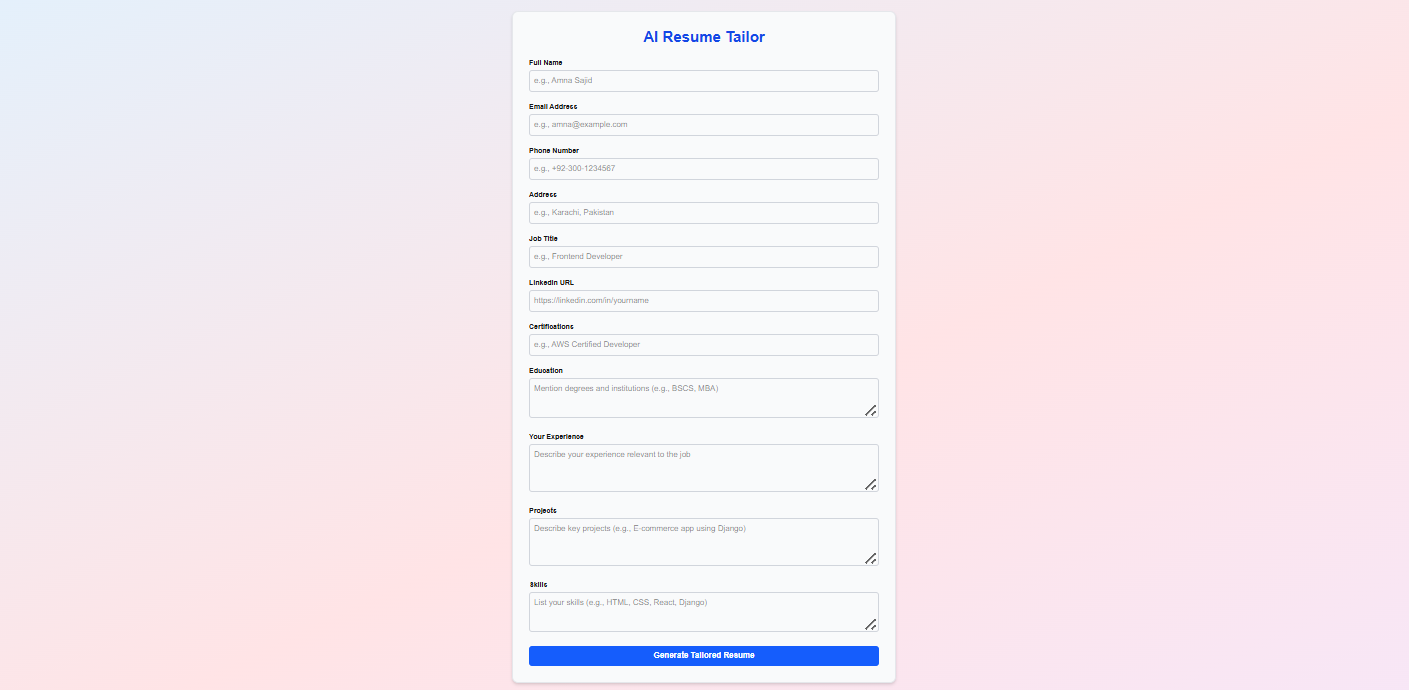 AI Resume Tailor
Full Name
e.g., Amna Sajid
Email Address
e.g., amna@example.com
Phone Number
e.g., +92-300-1234567
Address
e.g., Karachi, Pakistan
Job Title
e.g., Frontend Developer
LinkedIn URL
https://linkedin.com/in/yourname
Certifications
e.g., AWS Certified Developer
Education
Mention degrees and institutions (e.g., BSCS, MBA)
Your Experience
Describe your experience relevant to the job
Projects
Describe key projects (e.g., E-commerce app using Django)
Skills
List your skills (e.g., HTML, CSS, React, Django)
Generate Tailored Resume